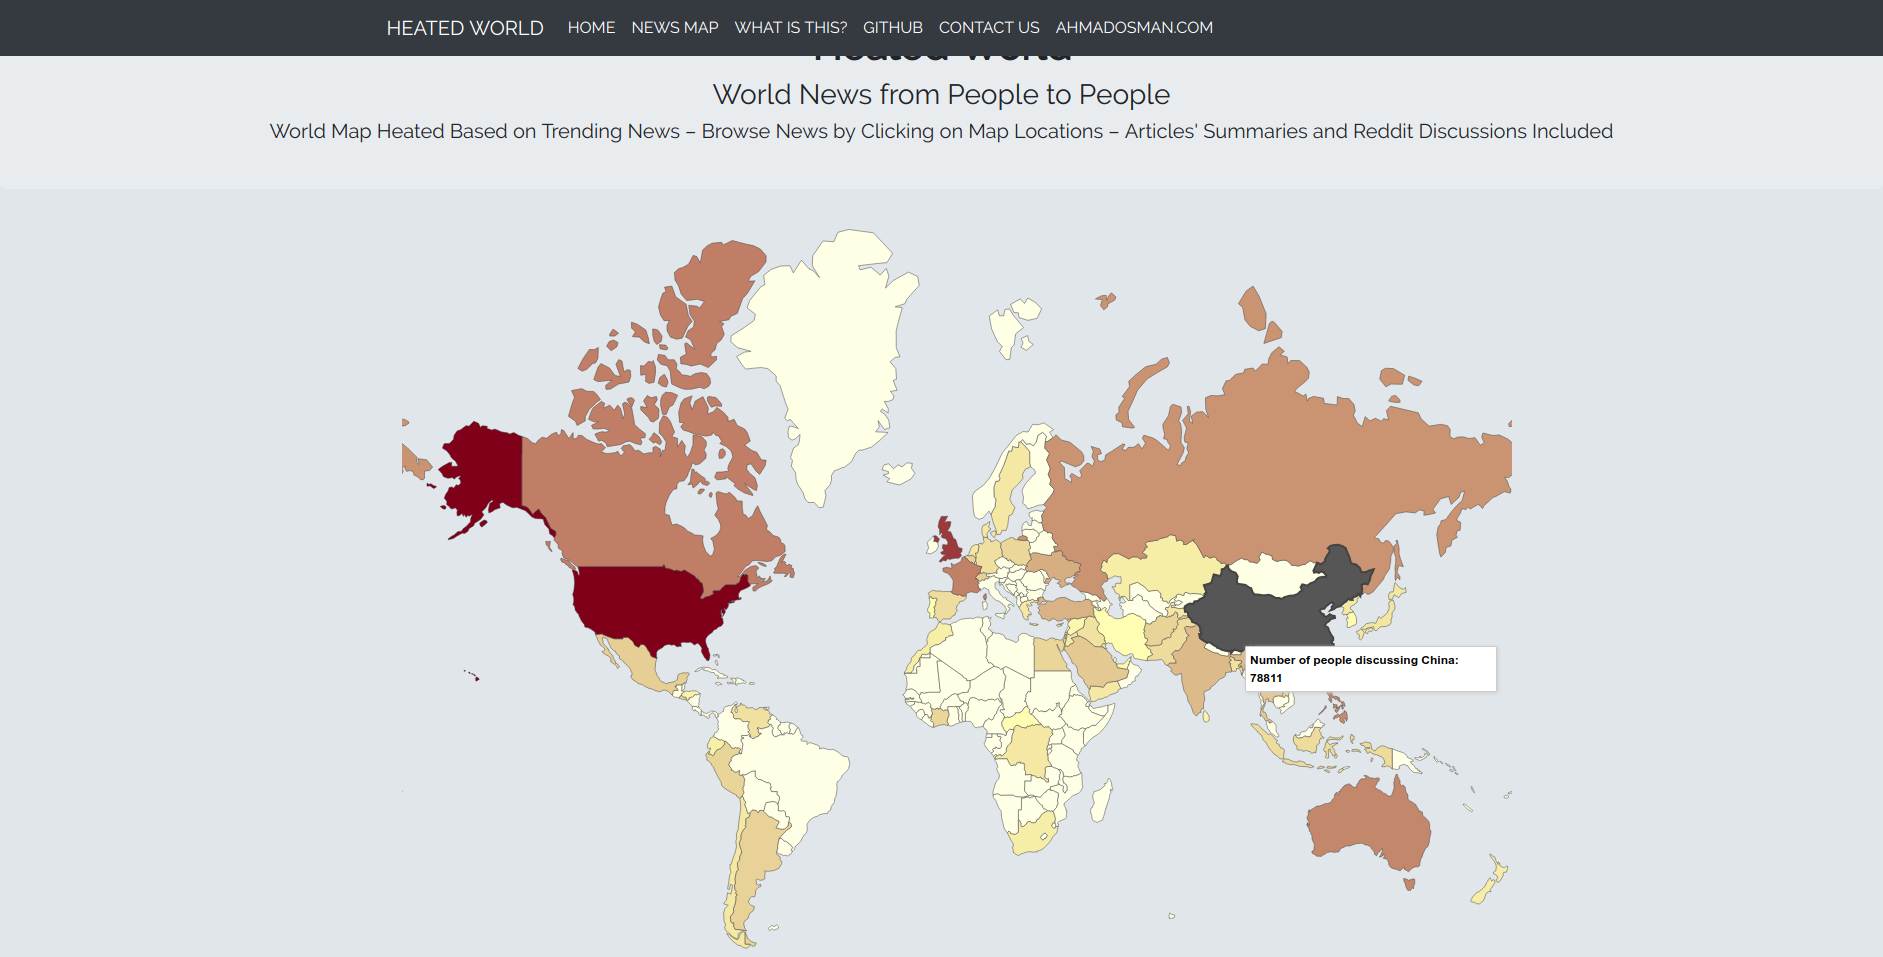 HEATED WORLD HOME NEWS MAP WHAT IS THIS? GITHUB CONTACT US AHMADOSMAN.COM
Heated World
World News from People to People
World Map Heated Based on Trending News – Browse News by Clicking on Map Locations – Articles' Summaries and Reddit Discussions Included
Number of people discussing China:
78811